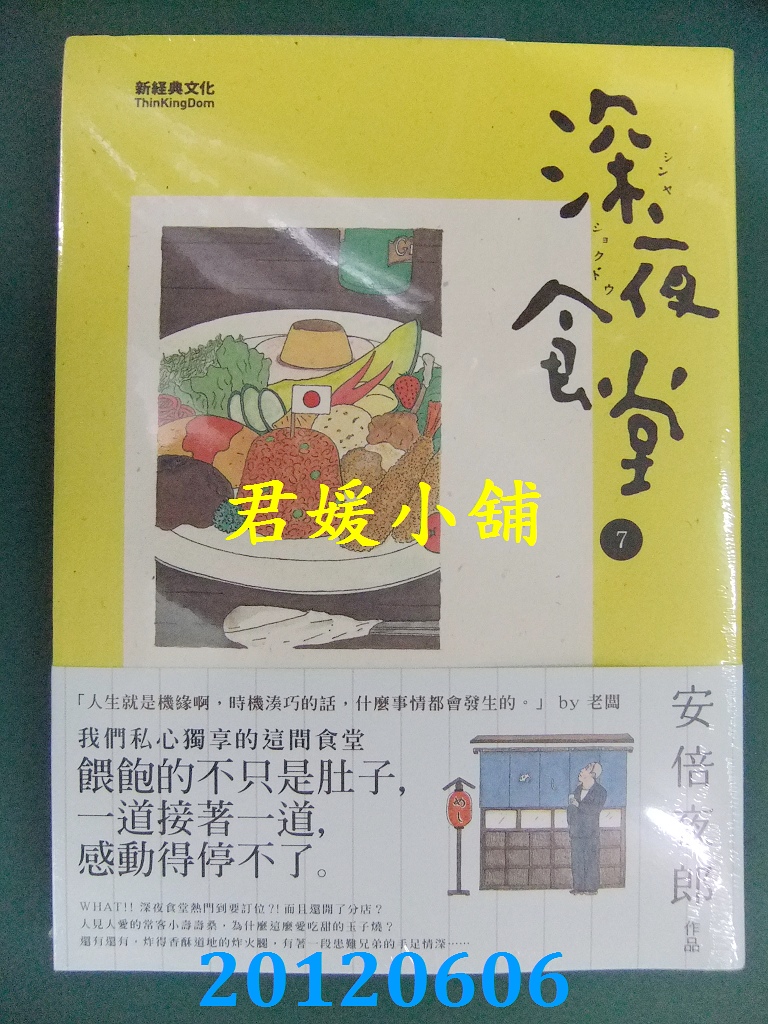 新経典文化
ThinKingDom
深夜
シンヤ
食堂
ショクドウ
7
君媛小舖
「人生就是機緣啊，時機湊巧的話，什麼事情都會發生的。」 by 老闆
我們私心獨享的這間食堂
餵飽的不只是肚子，
一道接著一道，
感動得停不了。
めし
めし
安倍夜郎 作品
WHAT!! 深夜食堂熱門到要訂位?! 而且還開了分店？
人見人愛的常客小壽壽桑，為什麼這麼愛吃甜的玉子燒？
還有還有，炸得香酥道地的炸火腿，有著一段患難兄弟的手足情深……
20120606